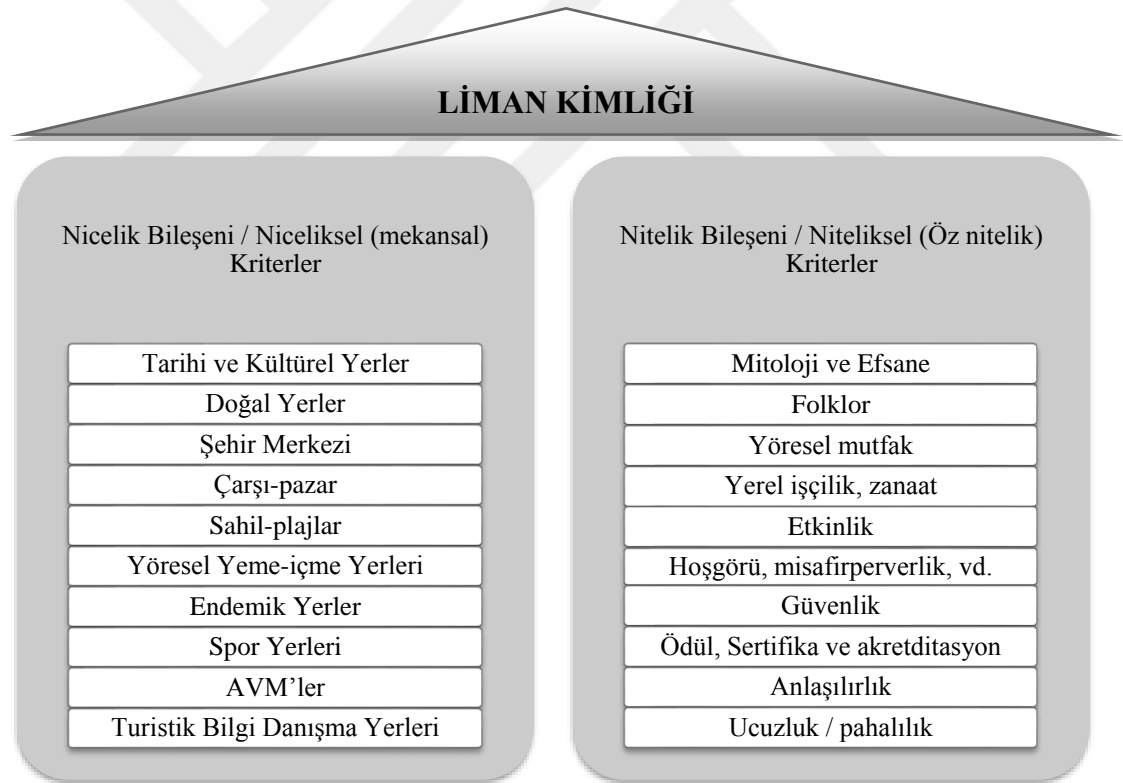 LİMAN KİMLİĞİ
Nicelik Bileşeni / Niceliksel (mekansal)
Kriterler
Tarihi ve Kültürel Yerler
Doğal Yerler
Şehir Merkezi
Çarşı-pazar
Sahil-plajlar
Yöresel Yeme-içme Yerleri
Endemik Yerler
Spor Yerleri
AVM’ler
Turistik Bilgi Danışma Yerleri
Nitelik Bileşeni / Niteliksel (Öz nitelik)
Kriterler
Mitoloji ve Efsane
Folklor
Yöresel mutfak
Yerel işçilik, zanaat
Etkinlik
Hoşgörü, misafirperverlik, vd.
Güvenlik
Ödül, Sertifika ve akretditasyon
Anlaşılırlık
Ucuzluk / pahalılık